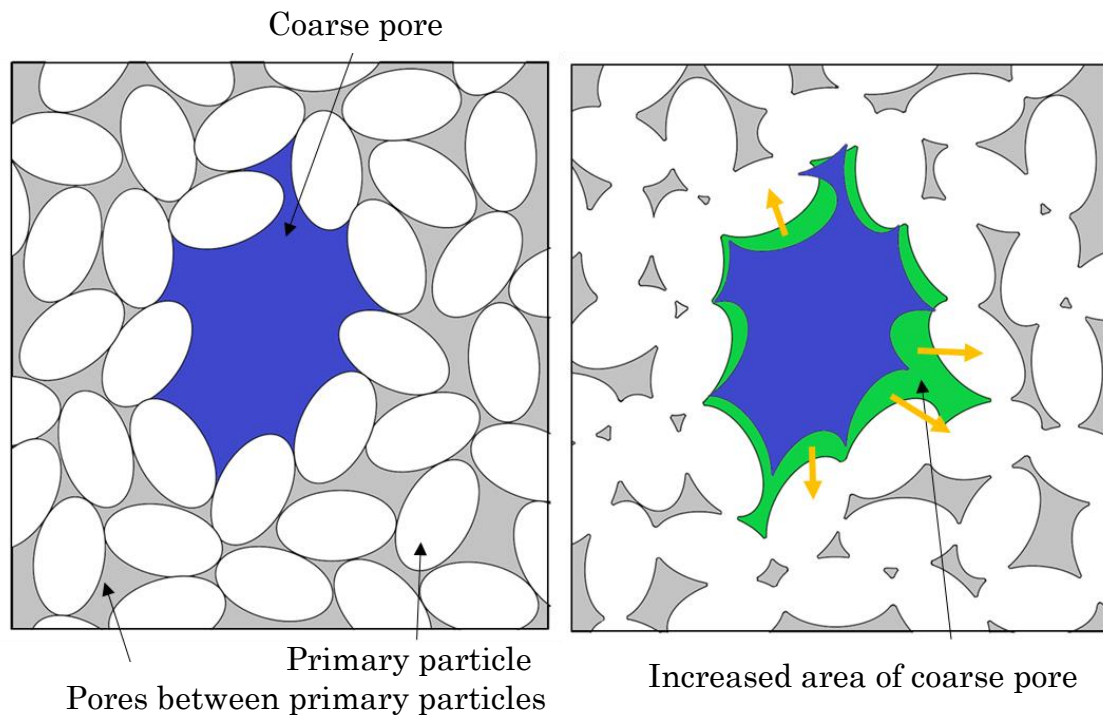 Coarse pore
Primary particle
Pores between primary particles
Increased area of coarse pore